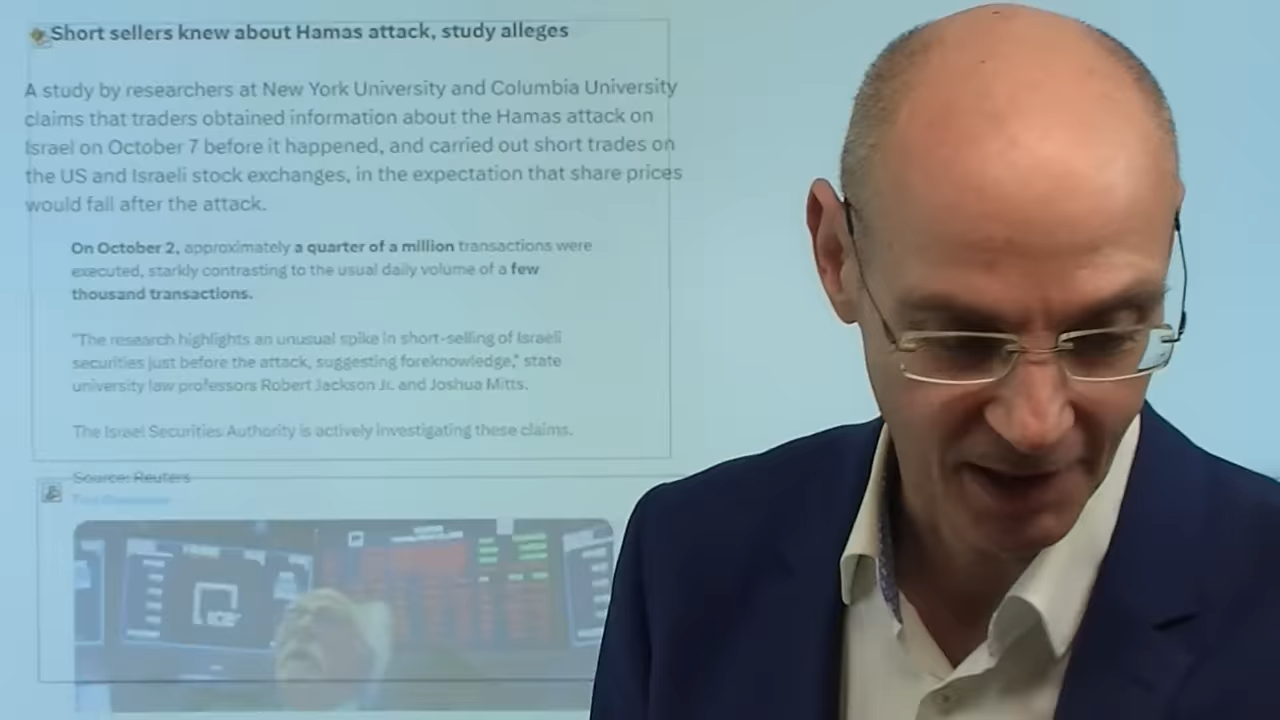 Short sellers knew about Hamas attack, study alleges
A study by researchers at New York University and Columbia University
claims that traders obtained information about the Hamas attack on
Israel on October 7 before it happened, and carried out short trades on
the US and Israeli stock exchanges, in the expectation that share prices
would fall after the attack.
On October 2, approximately a quarter of a million transactions were
executed, starkly contrasting to the usual daily volume of a few
thousand transactions.
"The research highlights an unusual spike in short-selling of Israeli
securities just before the attack, suggesting foreknowledge," state
university law professors Robert Jackson Jr. and Joshua Mitts.
The Israel Securities Authority is actively investigating these claims.
Source: Reuters